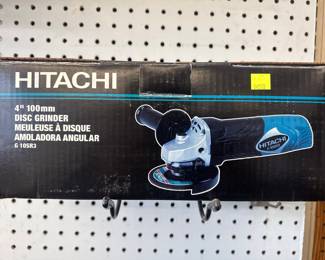 HITACHI
4" 100mm
DISC GRINDER
MEULEUSE À DISQUE
AMOLADORA ANGULAR
G 10SR3
HITACHI